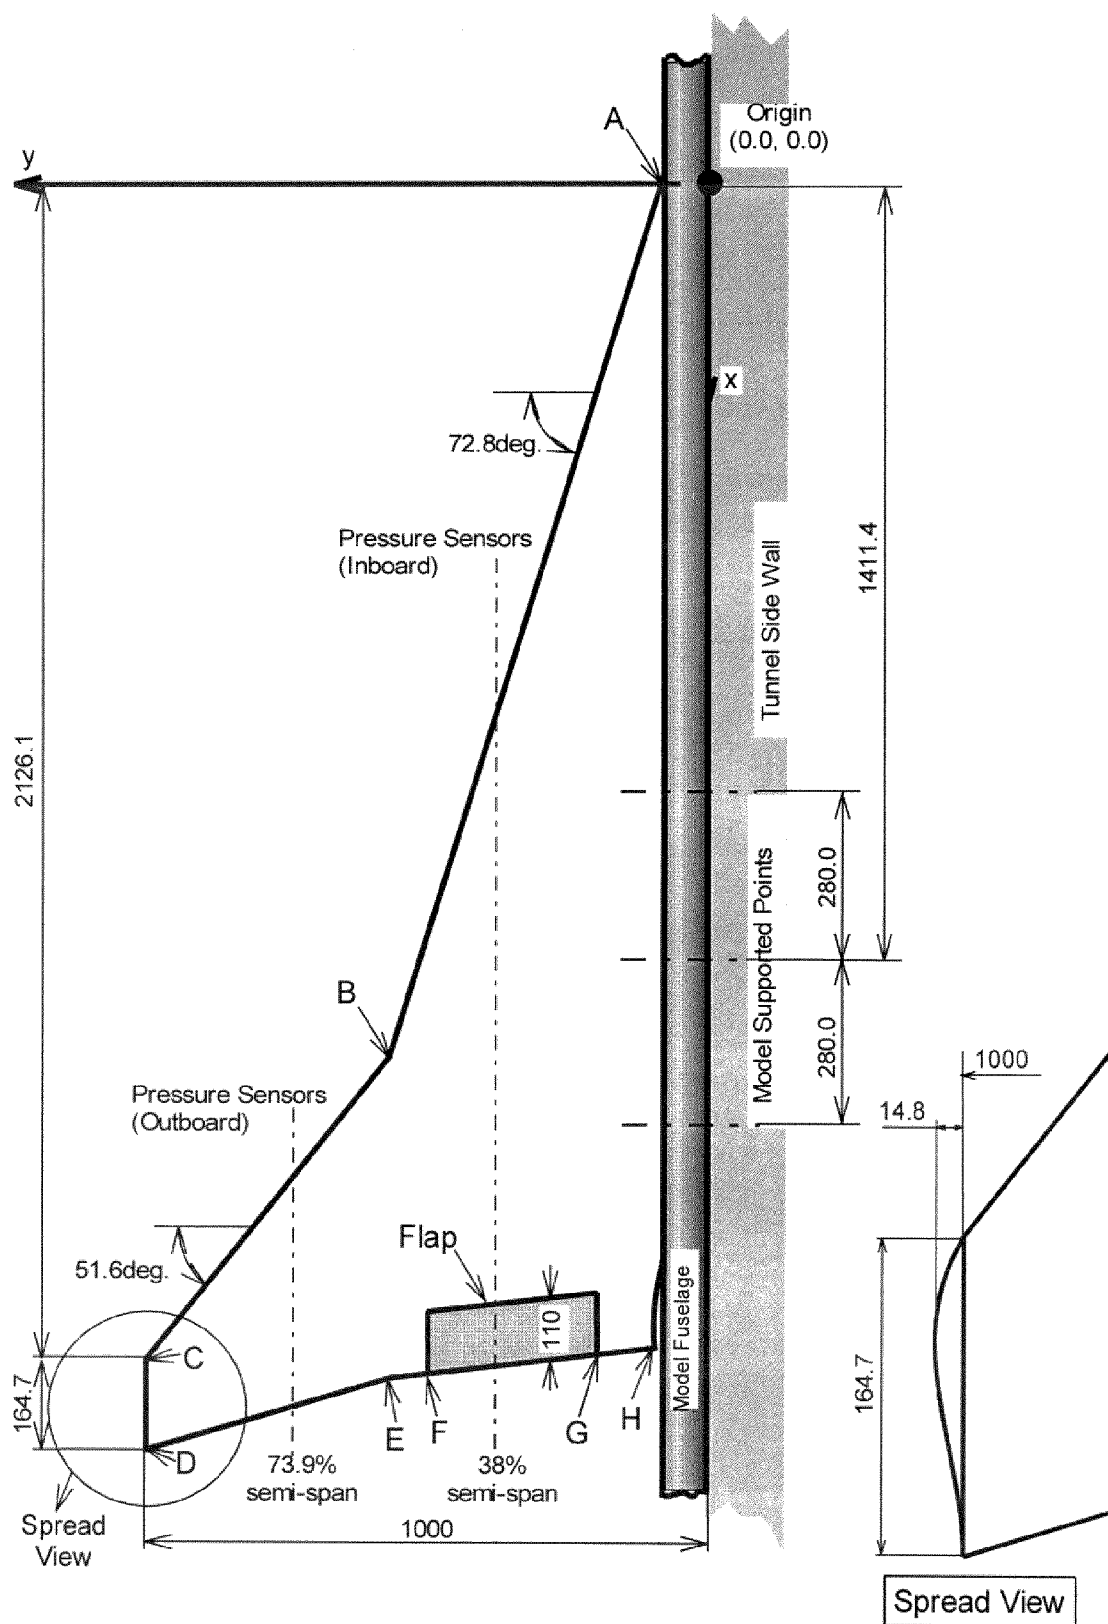 Origin
(0.0, 0.0)
A
y
x
72.8deg.
Pressure Sensors
(Inboard)
Tunnel Side Wall
1411.4
2126.1
280.0
Model Supported Points
280.0
B
Pressure Sensors
(Outboard)
1000
14.8
Flap
51.6deg.
110
Model Fuselage
C
164.7
164.7
E
F
G
H
D
73.9%
semi-span
38%
semi-span
Spread
View
1000
Spread View